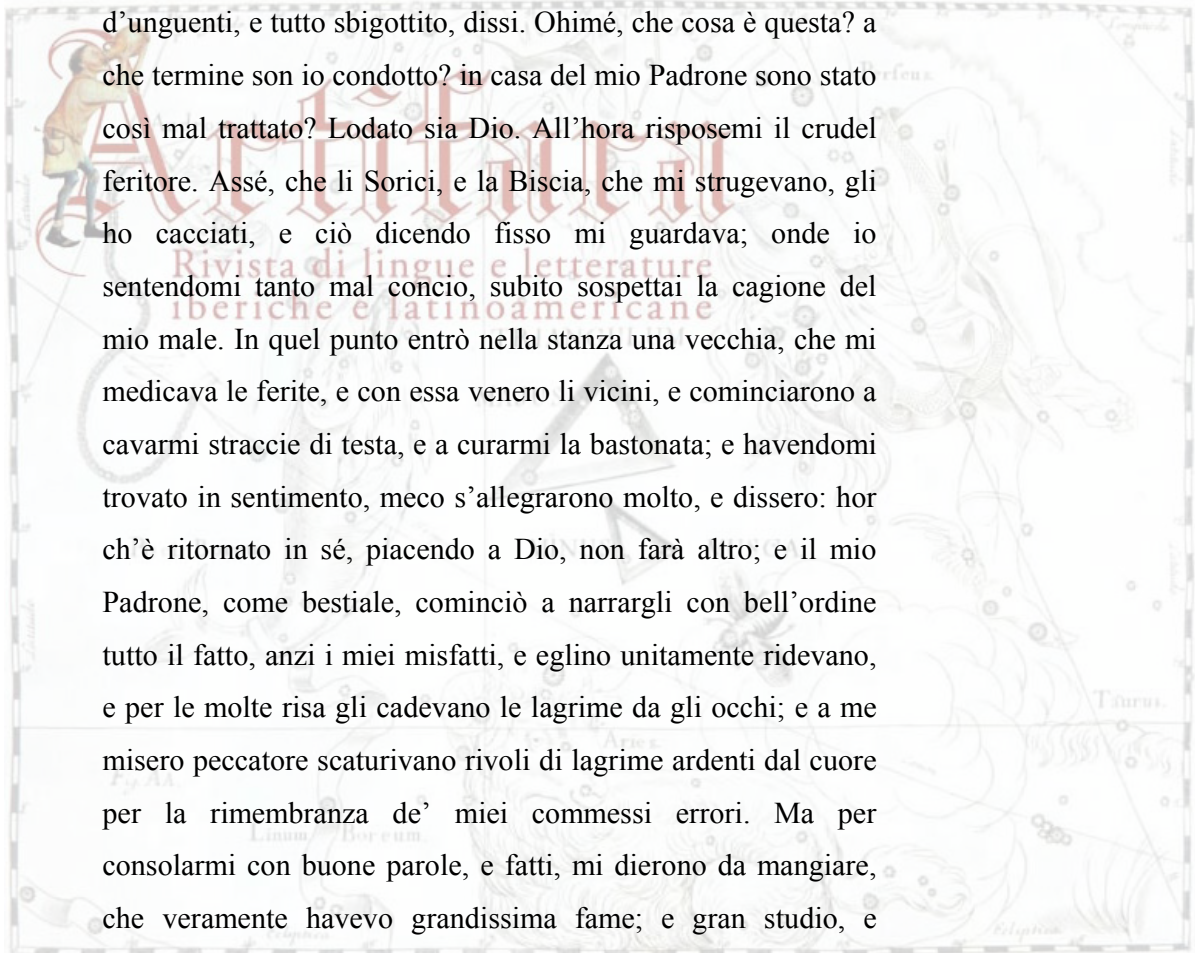 d'unguenti, e tutto sbigottito, dissi. Ohimé, che cosa è questa? a
che termine son io condotto? in casa del mio Padrone sono stato
così mal trattato? Lodato sia Dio. All'hora risposemi il crudel
feritore. Assé, che li Sorici, e la Biscia, che mi strugevano, gli
ho cacciati, e ciò dicendo fisso mi guardava; onde io
sentendomi tanto mal concio, subito sospettai la cagione del
mio male. In quel punto entrò nella stanza una vecchia, che mi
medicava le ferite, e con essa venero li vicini, e cominciarono a
cavarmi straccie di testa, e a curarmi la bastonata; e havendomi
trovato in sentimento, meco s'allegrarono molto, e dissero: hor
ch'è ritornato in sé, piacendo a Dio, non farà altro; e il mio
Padrone, come bestiale, cominciò a narrargli con bell'ordine
tutto il fatto, anzi i miei misfatti, e eglino unitamente ridevano,
e per le molte risa gli cadevano le lagrime da gli occhi; e a me
misero peccatore scaturivano rivoli di lagrime ardenti dal cuore
per la rimembranza de' miei commessi errori. Ma per
consolarmi con buone parole, e fatti, mi dierono da mangiare,
che veramente havevo grandissima fame; e gran studio, e
Artifara
Rivista di lingue e letterature
iberiche e latinoamericane
Perseus
Taurus
Aries
Linum Boreum